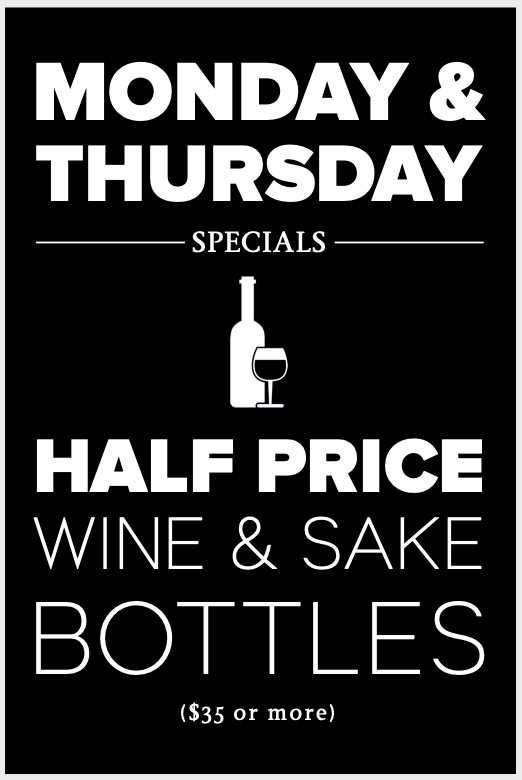 MONDAY &
THURSDAY
SPECIALS
HALF PRICE
WINE & SAKE
BOTTLES
($35 or more)